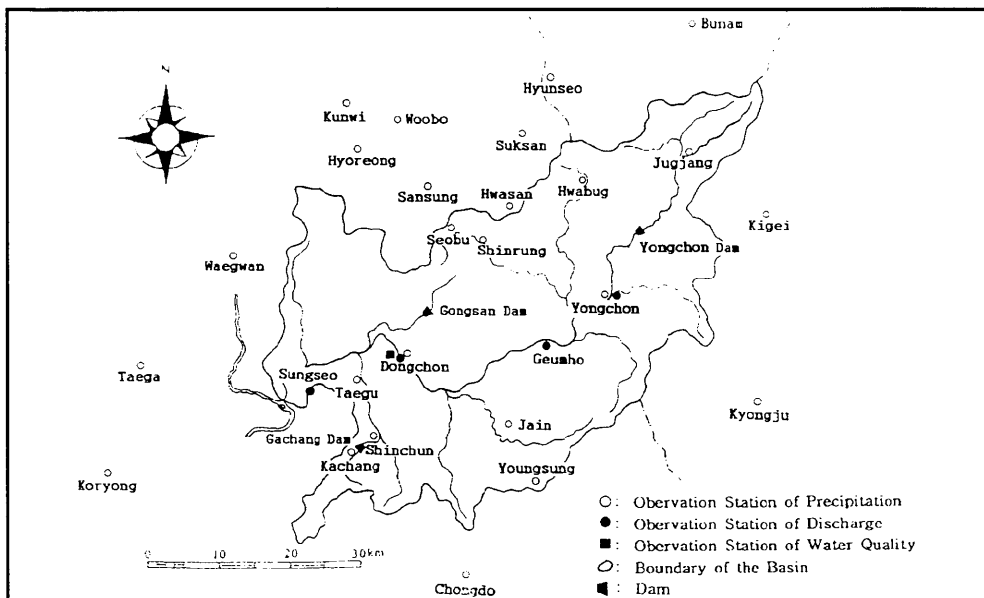 Bunam
N
Hyunseo
Kunwi
Woobo
Suksan
Hyoreong
Jugjang
Sansung
Hwasan
Hwabug
Kigei
Seobu
Shinrung
Yongchon Dam
Waegwan
Yongchon
Gongsan Dam
Geumho
Dongchon
Sungseo
Taega
Taegu
Kyongju
Jain
Gachang Dam
Shinchun
Kachang
Youngsung
Koryong
○: Obervation Station of Precipitation
●: Obervation Station of Discharge
■: Obervation Station of Water Quality
: Boundary of the Basin
: Dam
0 10 20 30km
Chongdo